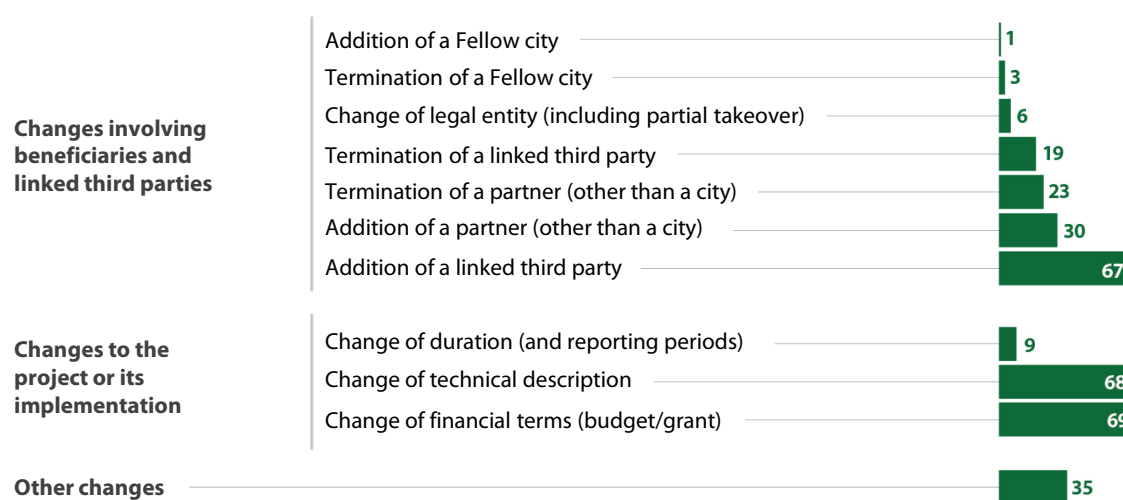 Changes involving
beneficiaries and
linked third parties
Addition of a Fellow city 1
Termination of a Fellow city 3
Change of legal entity (including partial takeover) 6
Termination of a linked third party 19
Termination of a partner (other than a city) 23
Addition of a partner (other than a city) 30
Addition of a linked third party 67
Changes to the
project or its
implementation
Change of duration (and reporting periods) 9
Change of technical description 68
Change of financial terms (budget/grant) 69
Other changes 35